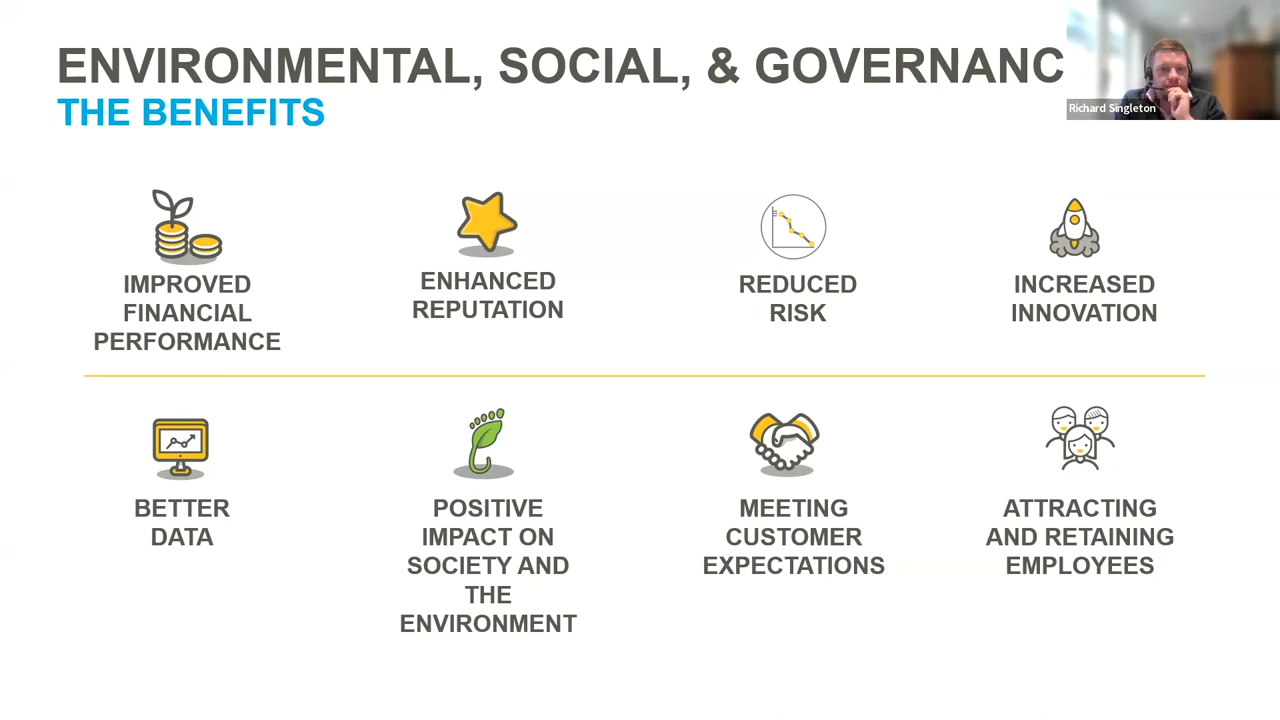 ENVIRONMENTAL, SOCIAL, & GOVERNANC
THE BENEFITS
Richard Singleton
IMPROVED
FINANCIAL
PERFORMANCE
ENHANCED
REPUTATION
REDUCED
RISK
INCREASED
INNOVATION
BETTER
DATA
POSITIVE
IMPACT ON
SOCIETY AND
THE
ENVIRONMENT
MEETING
CUSTOMER
EXPECTATIONS
ATTRACTING
AND RETAINING
EMPLOYEES